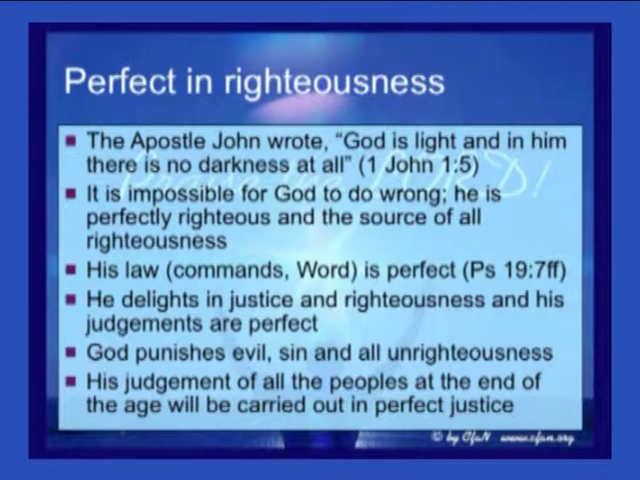 Perfect in righteousness
The Apostle John wrote, “God is light and in him
there is no darkness at all” (1 John 1:5)
It is impossible for God to do wrong; he is
perfectly righteous and the source of all
righteousness
His law (commands, Word) is perfect (Ps 19:7ff)
He delights in justice and righteousness and his
judgements are perfect
God punishes evil, sin and all unrighteousness
His judgement of all the peoples at the end of
the age will be carried out in perfect justice
© by CfaN www.cfan.org